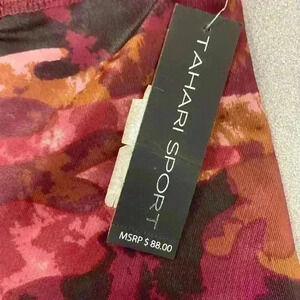 TAHARI SPORT
MSRP $ 88.00